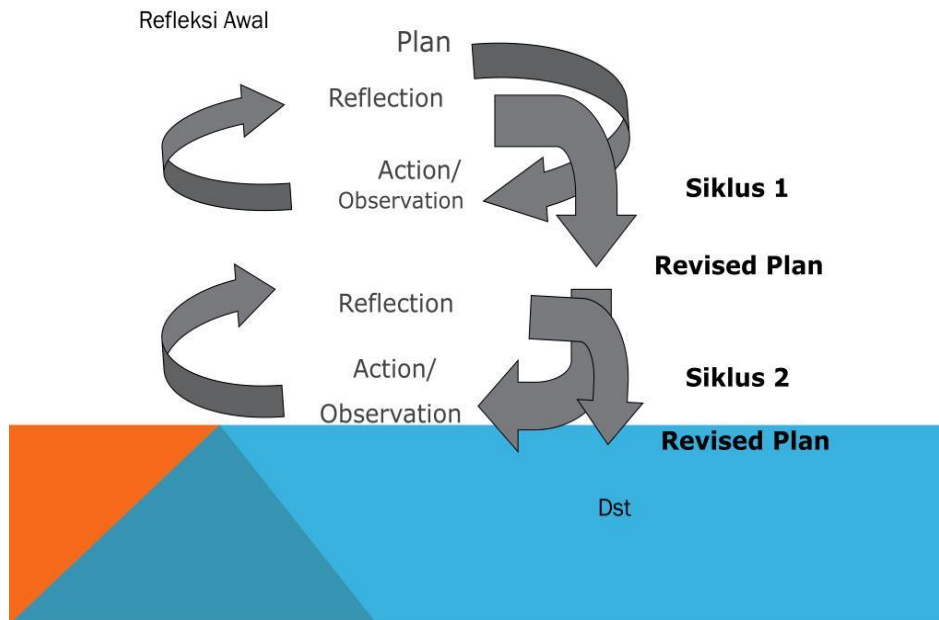 Refleksi Awal
Plan
Reflection
Action/
Observation
Siklus 1
Revised Plan
Reflection
Action/
Observation
Siklus 2
Revised Plan
Dst